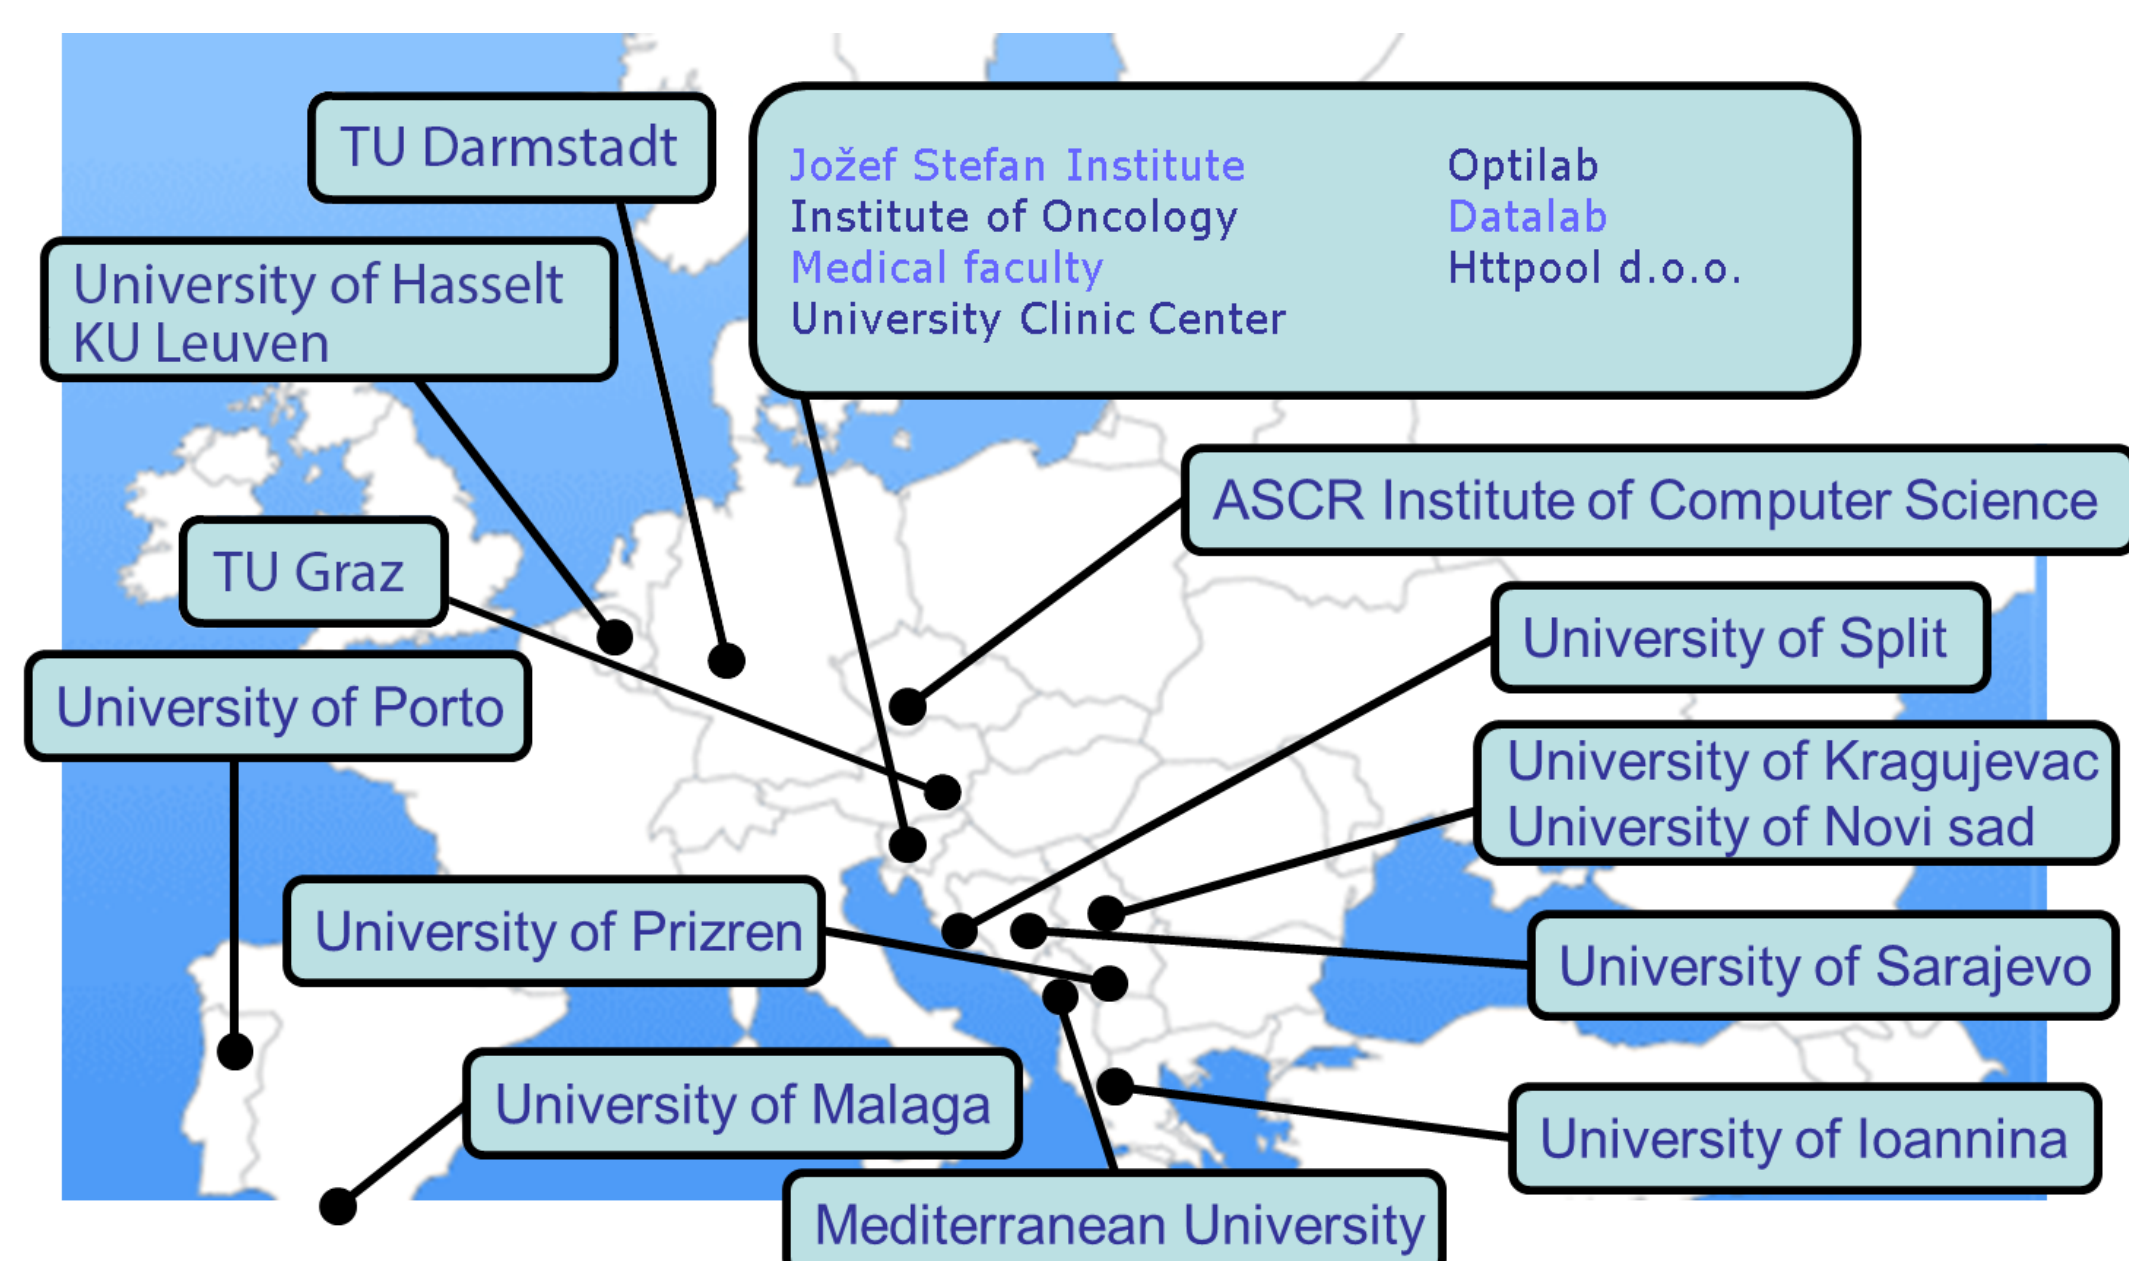 TU Darmstadt
Jožef Stefan Institute
Institute of Oncology
Medical faculty
University Clinic Center
Optilab
Datalab
Httpool d.o.o.
University of Hasselt
KU Leuven
ASCR Institute of Computer Science
TU Graz
University of Split
University of Porto
University of Kragujevac
University of Novi sad
University of Prizren
University of Sarajevo
University of Malaga
University of Ioannina
Mediterranean University